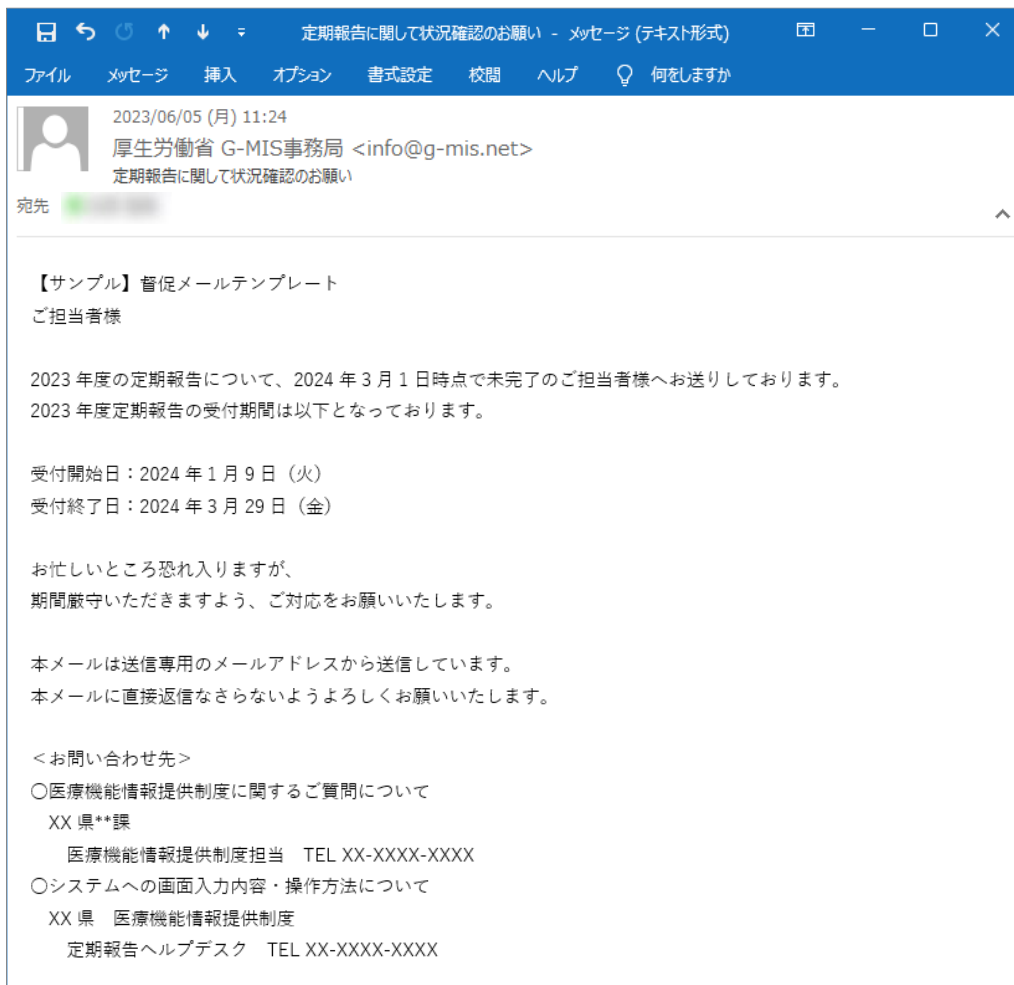 定期報告に関して状況確認のお願い - メッセージ (テキスト形式)
ファイル メッセージ 挿入 オプション 書式設定 校閲 ヘルプ 何をしますか
2023/06/05 (月) 11:24
厚生労働省 G-MIS事務局 <info@g-mis.net>
定期報告に関して状況確認のお願い
宛先
【サンプル】督促メールテンプレート
ご担当者様
2023 年度の定期報告について、2024 年 3 月 1 日時点で未完了のご担当者様へお送りしております。
2023 年度定期報告の受付期間は以下となっております。
受付開始日：2024 年 1 月 9 日（火）
受付終了日：2024 年 3 月 29 日（金）
お忙しいところ恐れ入りますが、
期間厳守いただきますよう、ご対応をお願いいたします。
本メールは送信専用のメールアドレスから送信しています。
本メールに直接返信なさらないようよろしくお願いいたします。
＜お問い合わせ先＞
〇医療機能情報提供制度に関するご質問について
XX 県**課
医療機能情報提供制度担当　TEL XX-XXXX-XXXX
〇システムへの画面入力内容・操作方法について
XX 県　医療機能情報提供制度
定期報告ヘルプデスク　TEL XX-XXXX-XXXX